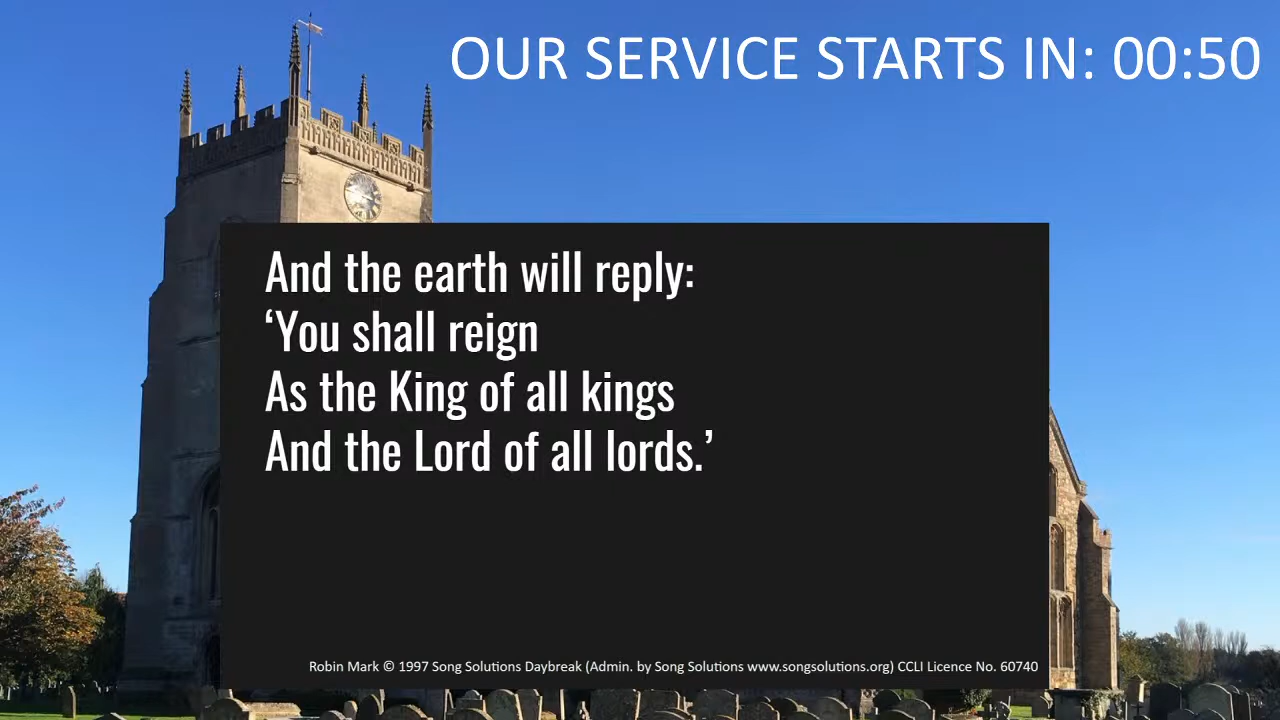 OUR SERVICE STARTS IN: 00:50
And the earth will reply:
‘You shall reign
As the King of all kings
And the Lord of all lords.’
Robin Mark © 1997 Song Solutions Daybreak (Admin. by Song Solutions www.songsolutions.org) CCLI Licence No. 60740